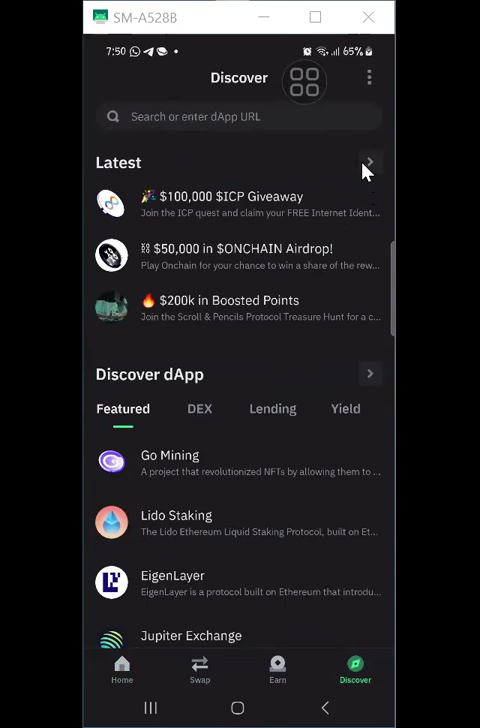 SM-A528B
7:50
65%
Discover
Search or enter dApp URL
Latest
🎉 $100,000 $ICP Giveaway
Join the ICP quest and claim your FREE Internet Ident...
⛓ $50,000 in $ONCHAIN Airdrop!
Play Onchain for your chance to win a share of the rew...
🔥 $200k in Boosted Points
Join the Scroll & Pencils Protocol Treasure Hunt for a c...
Discover dApp
Featured DEX Lending Yield
Go Mining
A project that revolutionized NFTs by allowing them to ...
Lido Staking
The Lido Ethereum Liquid Staking Protocol, built on Et...
EigenLayer
EigenLayer is a protocol built on Ethereum that introdu...
Jupiter Exchange
Home Swap Earn Discover